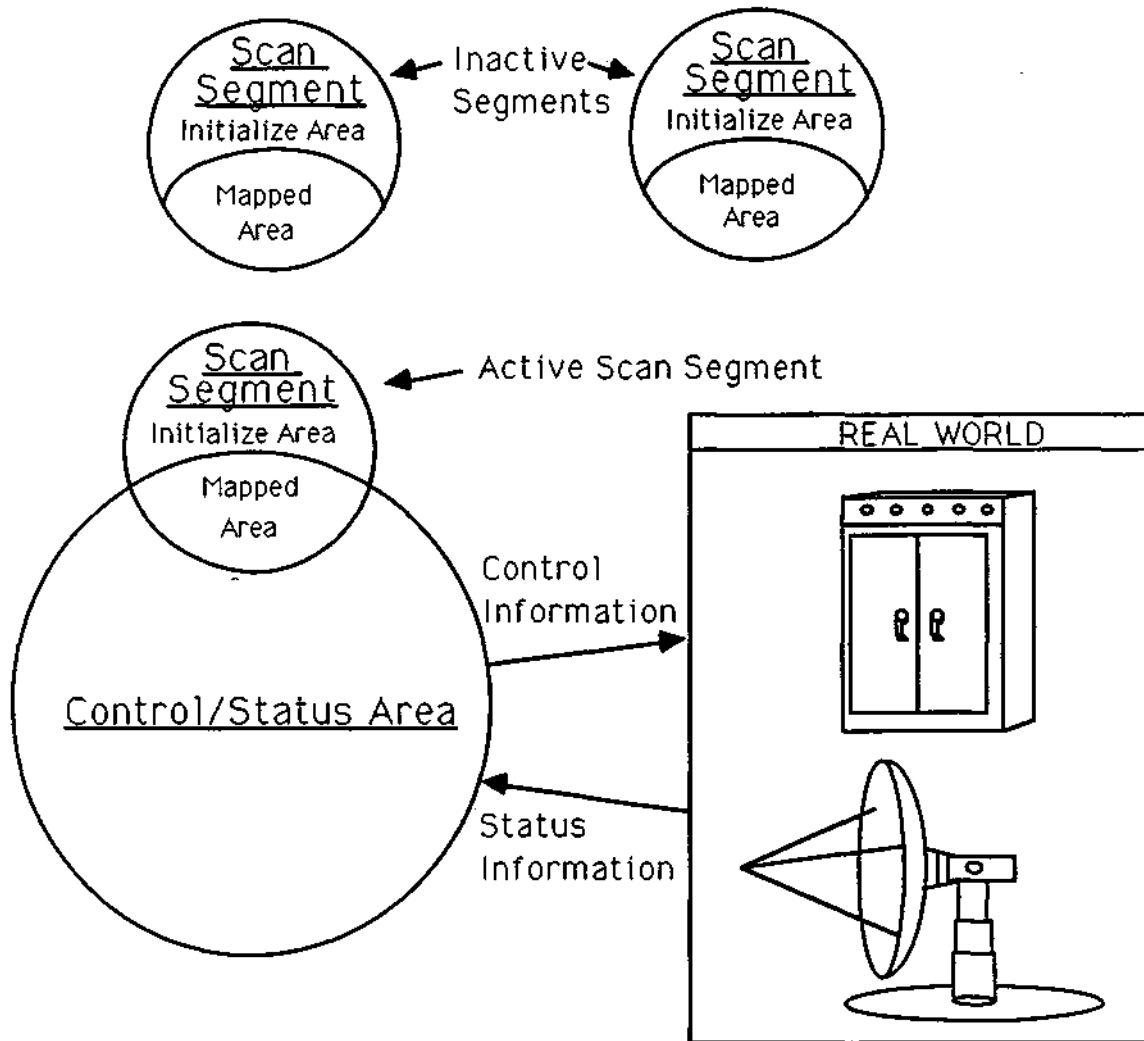 Scan
Segment
Initialize Area
Mapped
Area
Inactive
Segments
Scan
Segment
Initialize Area
Mapped
Area
Scan
Segment
Initialize Area
Mapped
Area
Active Scan Segment
REAL WORLD
Control
Information
Control/Status Area
Status
Information